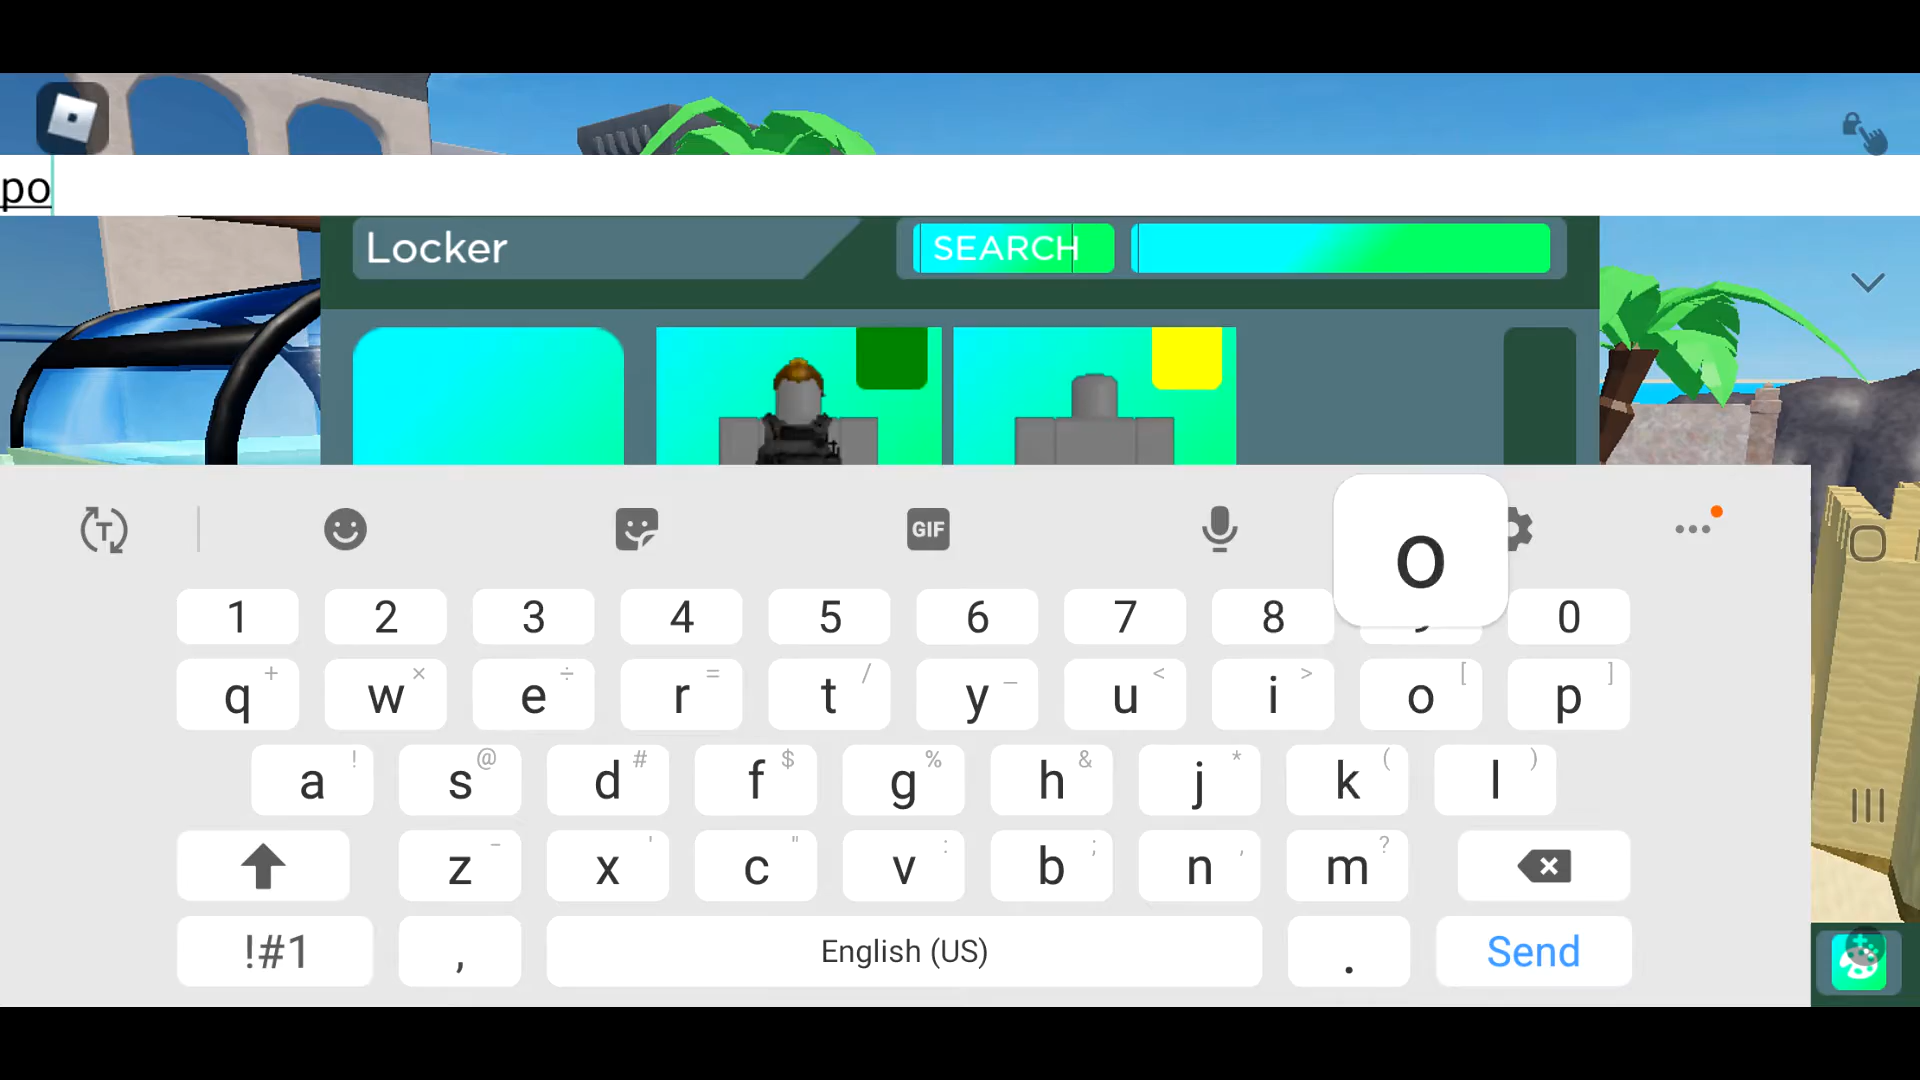 po
Locker
SEARCH
GIF
o
1 2 3 4 5 6 7 8 0
+ × ÷ = / _ < > [ ]
q w e r t y u i o p
! @ # $ % & * ( )
a s d f g h j k l
- ' " : ; , ?
z x c v b n m
!#1 , English (US) . Send